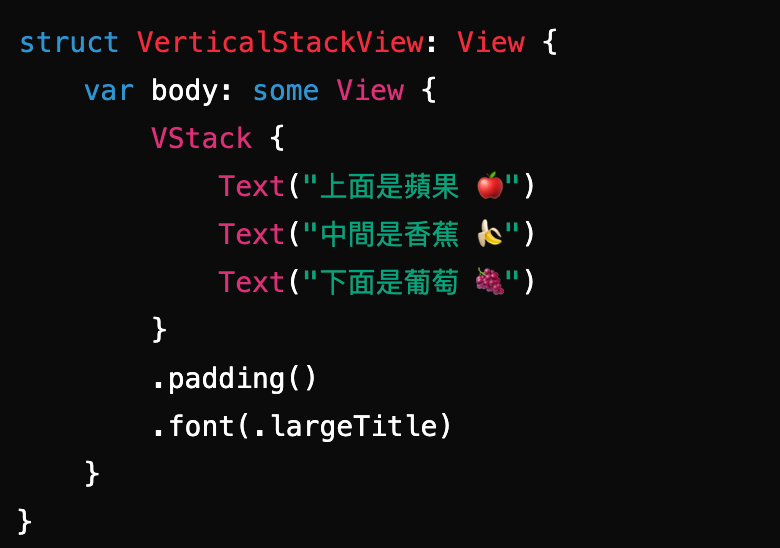 struct VerticalStackView: View {
    var body: some View {
        VStack {
            Text("上面是蘋果 🍎")
            Text("中間是香蕉 🍌")
            Text("下面是葡萄 🍇")
        }
        .padding()
        .font(.largeTitle)
    }
}